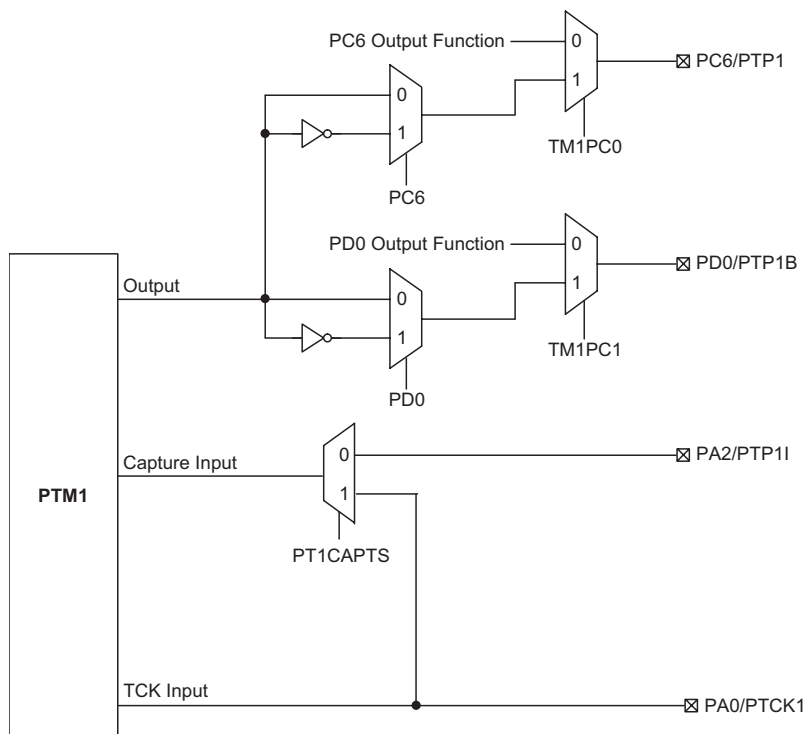 PC6 Output Function
0
1
PC6/PTP1
TM1PC0
0
1
PC6
PD0 Output Function
0
1
PD0/PTP1B
TM1PC1
Output
0
1
PD0
PTM1
Capture Input
0
1
PA2/PTP1I
PT1CAPTS
TCK Input
PA0/PTCK1